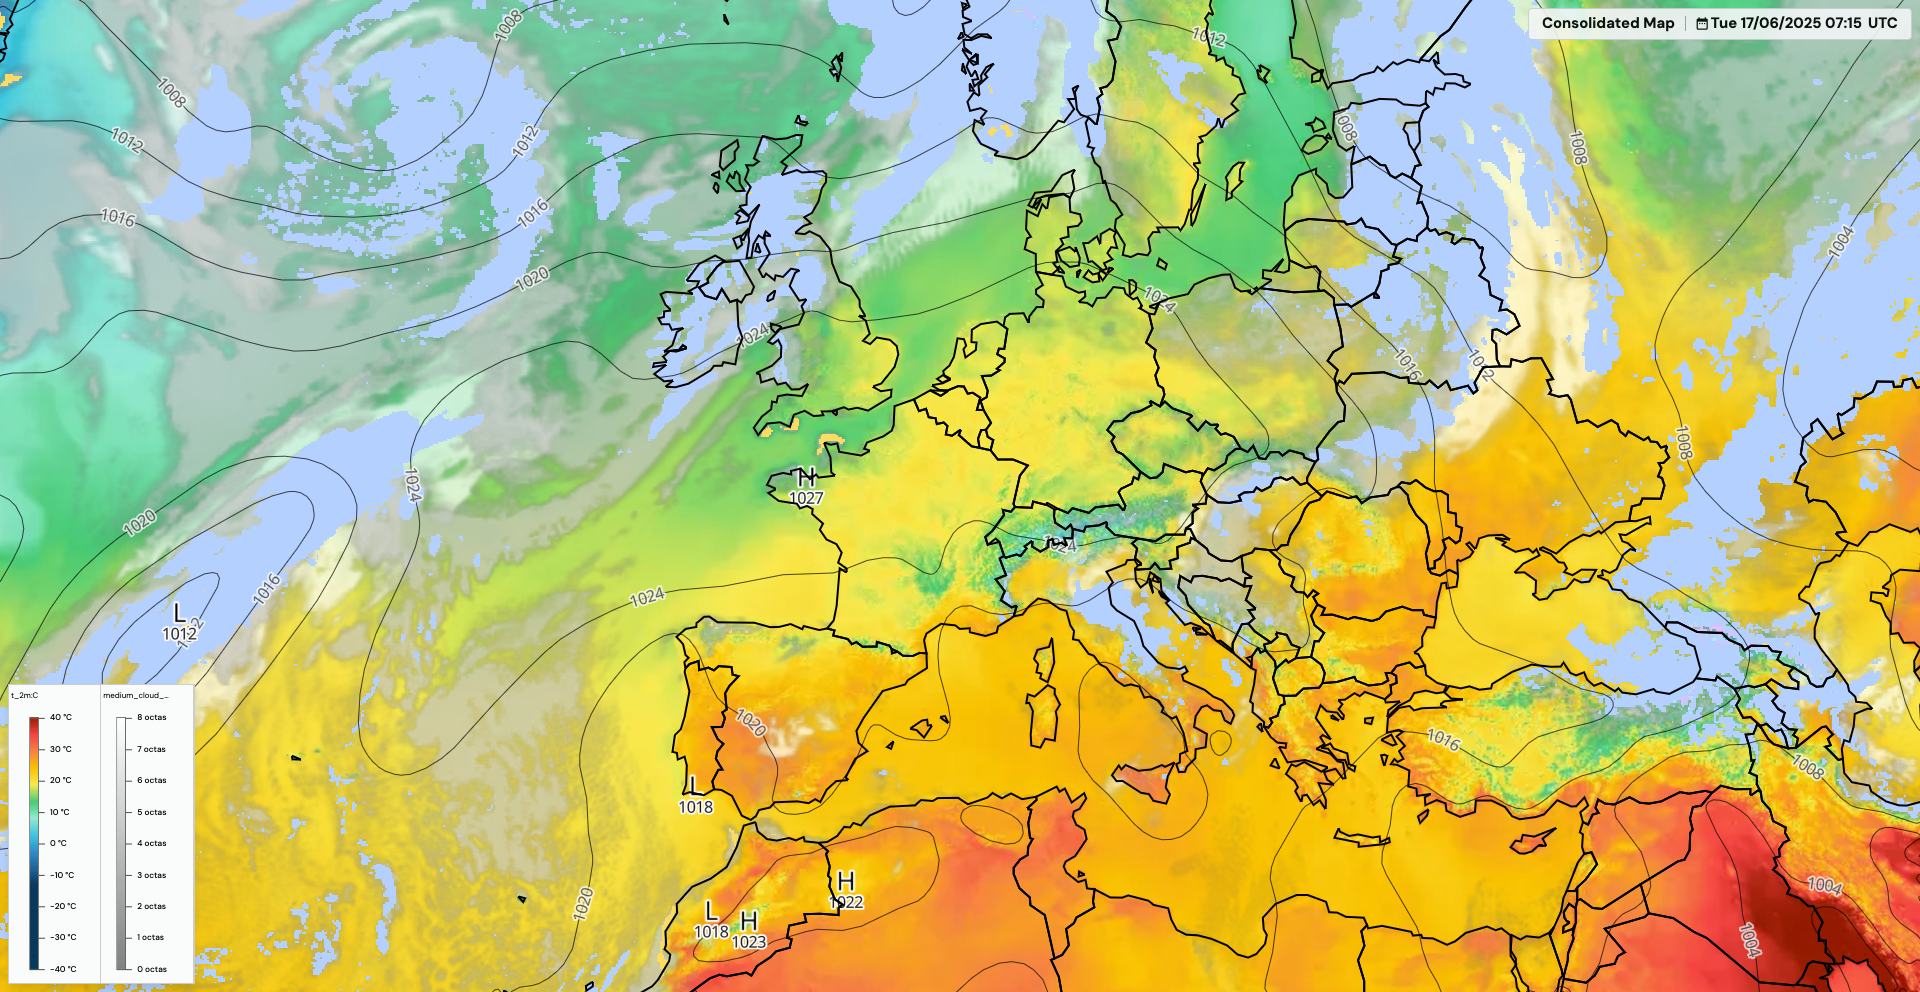 Consolidated Map
Tue 17/06/2025 07:15 UTC
1008
1012
1008
1012
1012
1008
1008
1016
1016
1004
1020
1024
1024
1016
1012
1008
1024
H
1027
1020
1024
1016
1024
L
1012
1012
1020
1016
1008
L
1018
1004
H
1022
1020
L
1018
H
1023
1004
t_2m:C
medium_cloud_...
40 °C
30 °C
20 °C
10 °C
0 °C
-10 °C
-20 °C
-30 °C
-40 °C
8 octas
7 octas
6 octas
5 octas
4 octas
3 octas
2 octas
1 octas
0 octas